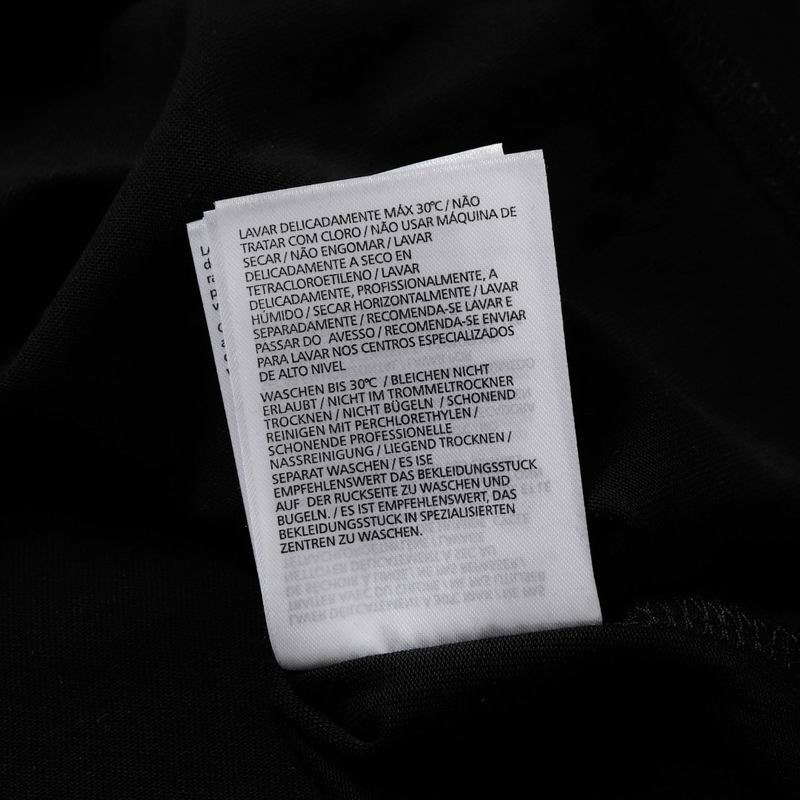 LAVAR DELICADAMENTE MÁX 30°C / NÃO
TRATAR COM CLORO / NÃO USAR MÁQUINA DE
SECAR / NÃO ENGOMAR / LAVAR
DELICADAMENTE A SECO EN
TETRACLOROETILENO / LAVAR
DELICADAMENTE, PROFISSIONALMENTE, A
HÚMIDO / SECAR HORIZONTALMENTE / LAVAR
SEPARADAMENTE / RECOMENDA-SE LAVAR E
PASSAR DO AVESSO / RECOMENDA-SE ENVIAR
PARA LAVAR NOS CENTROS ESPECIALIZADOS
DE ALTO NIVEL
WASCHEN BIS 30°C / BLEICHEN NICHT
ERLAUBT / NICHT IM TROMMELTROCKNER
TROCKNEN / NICHT BÜGELN / SCHONEND
REINIGEN MIT PERCHLORETHYLEN /
SCHONENDE PROFESSIONELLE
NASSREINIGUNG / LIEGEND TROCKNEN /
SEPARAT WASCHEN / ES ISE
EMPFEHLENSWERT DAS BEKLEIDUNGSSTUCK
AUF DER RUCKSEITE ZU WASCHEN UND
BUGELN. / ES IST EMPFEHLENSWERT, DAS
BEKLEIDUNGSSTUCK IN SPEZIALISIERTEN
ZENTREN ZU WASCHEN.